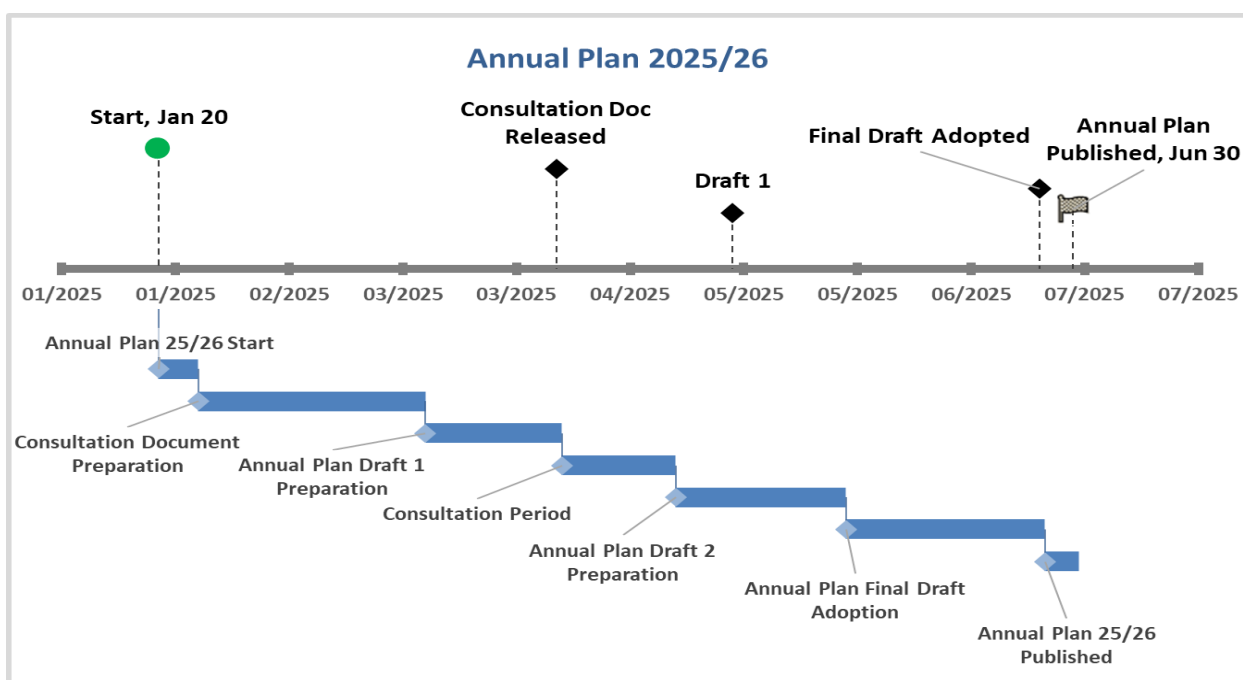 Annual Plan 2025/26
Start, Jan 20
Consultation Doc
Released
Draft 1
Final Draft Adopted
Annual Plan
Published, Jun 30
01/2025 01/2025 02/2025 03/2025 03/2025 04/2025 05/2025 05/2025 06/2025 07/2025 07/2025
Annual Plan 25/26 Start
Consultation Document
Preparation
Annual Plan Draft 1
Preparation
Consultation Period
Annual Plan Draft 2
Preparation
Annual Plan Final Draft
Adoption
Annual Plan 25/26
Published